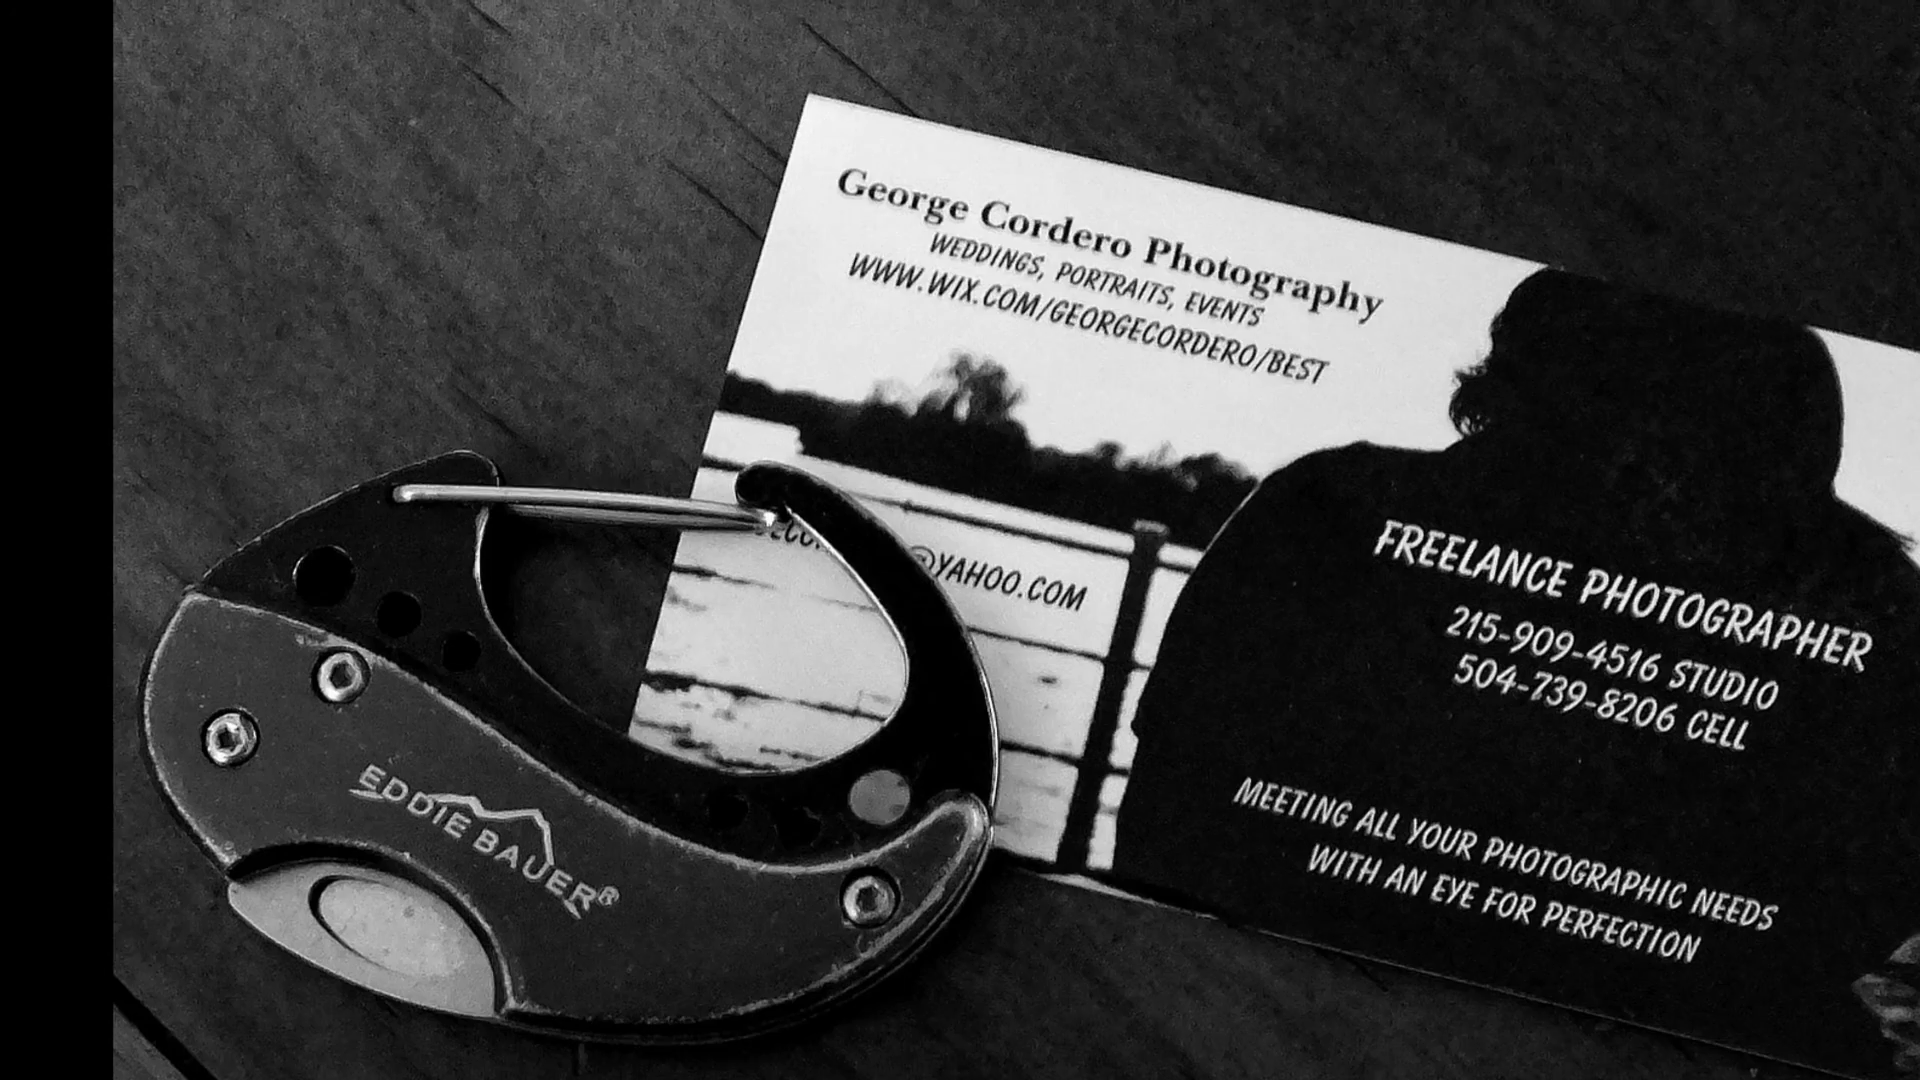 George Cordero Photography
WEDDINGS, PORTRAITS, EVENTS
WWW.WIX.COM/GEORGECORDERO/BEST
@YAHOO.COM
FREELANCE PHOTOGRAPHER
215-909-4516 STUDIO
504-739-8206 CELL
MEETING ALL YOUR PHOTOGRAPHIC NEEDS
WITH AN EYE FOR PERFECTION
EDDIE BAUER®